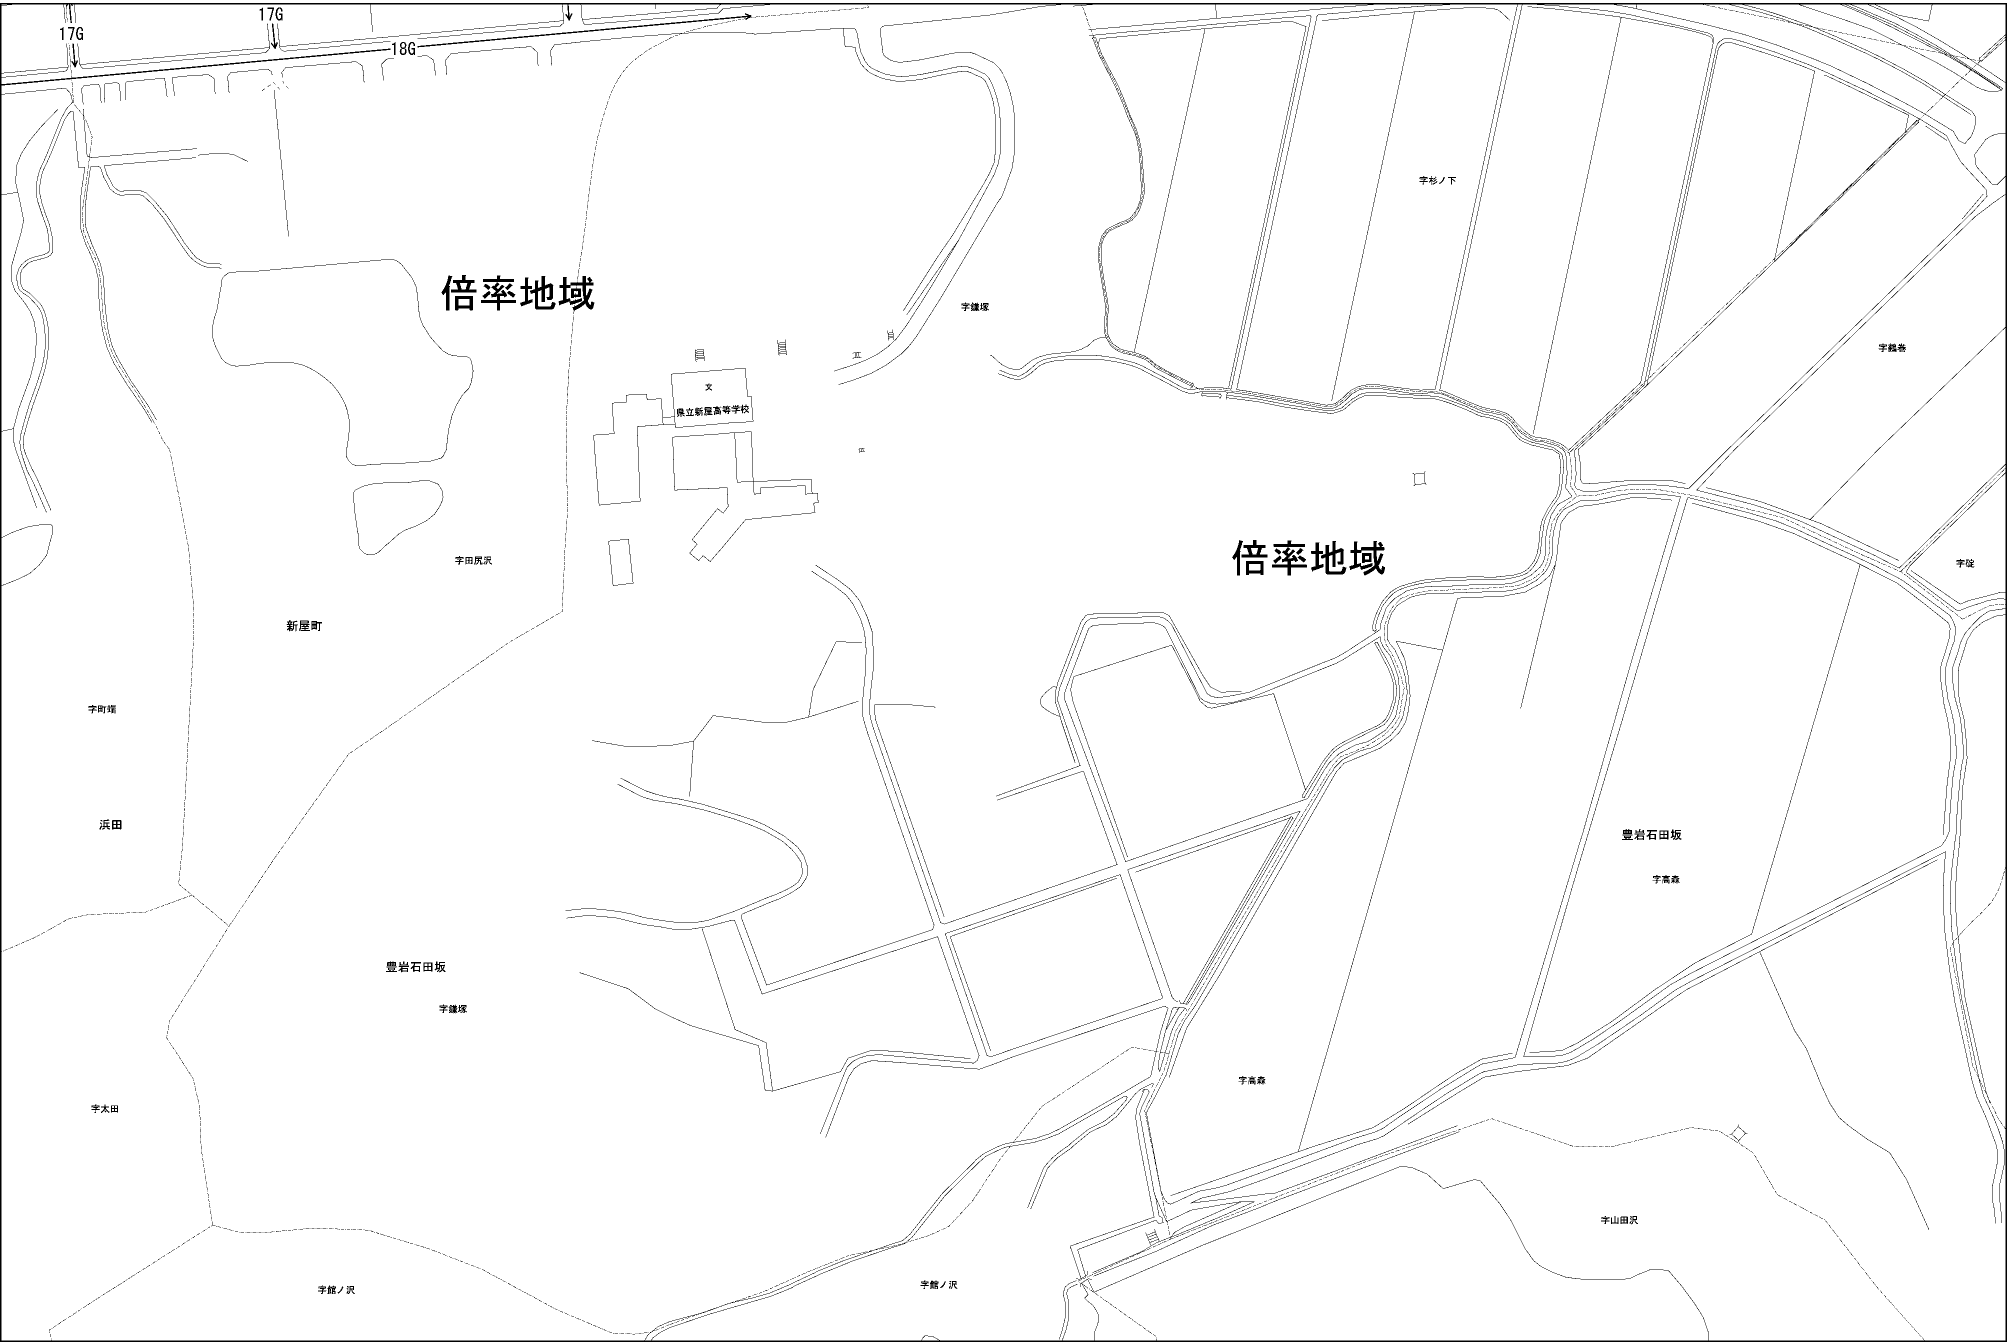 17G
17G
18G
字杉ノ下
倍率地域
字鎌塚
字鶴巻
文
県立新屋高等学校
字田尻沢
倍率地域
字碇
新屋町
字町端
浜田
豊岩石田坂
字高森
豊岩石田坂
字鎌塚
字高森
字太田
字山田沢
字館ノ沢
字館ノ沢